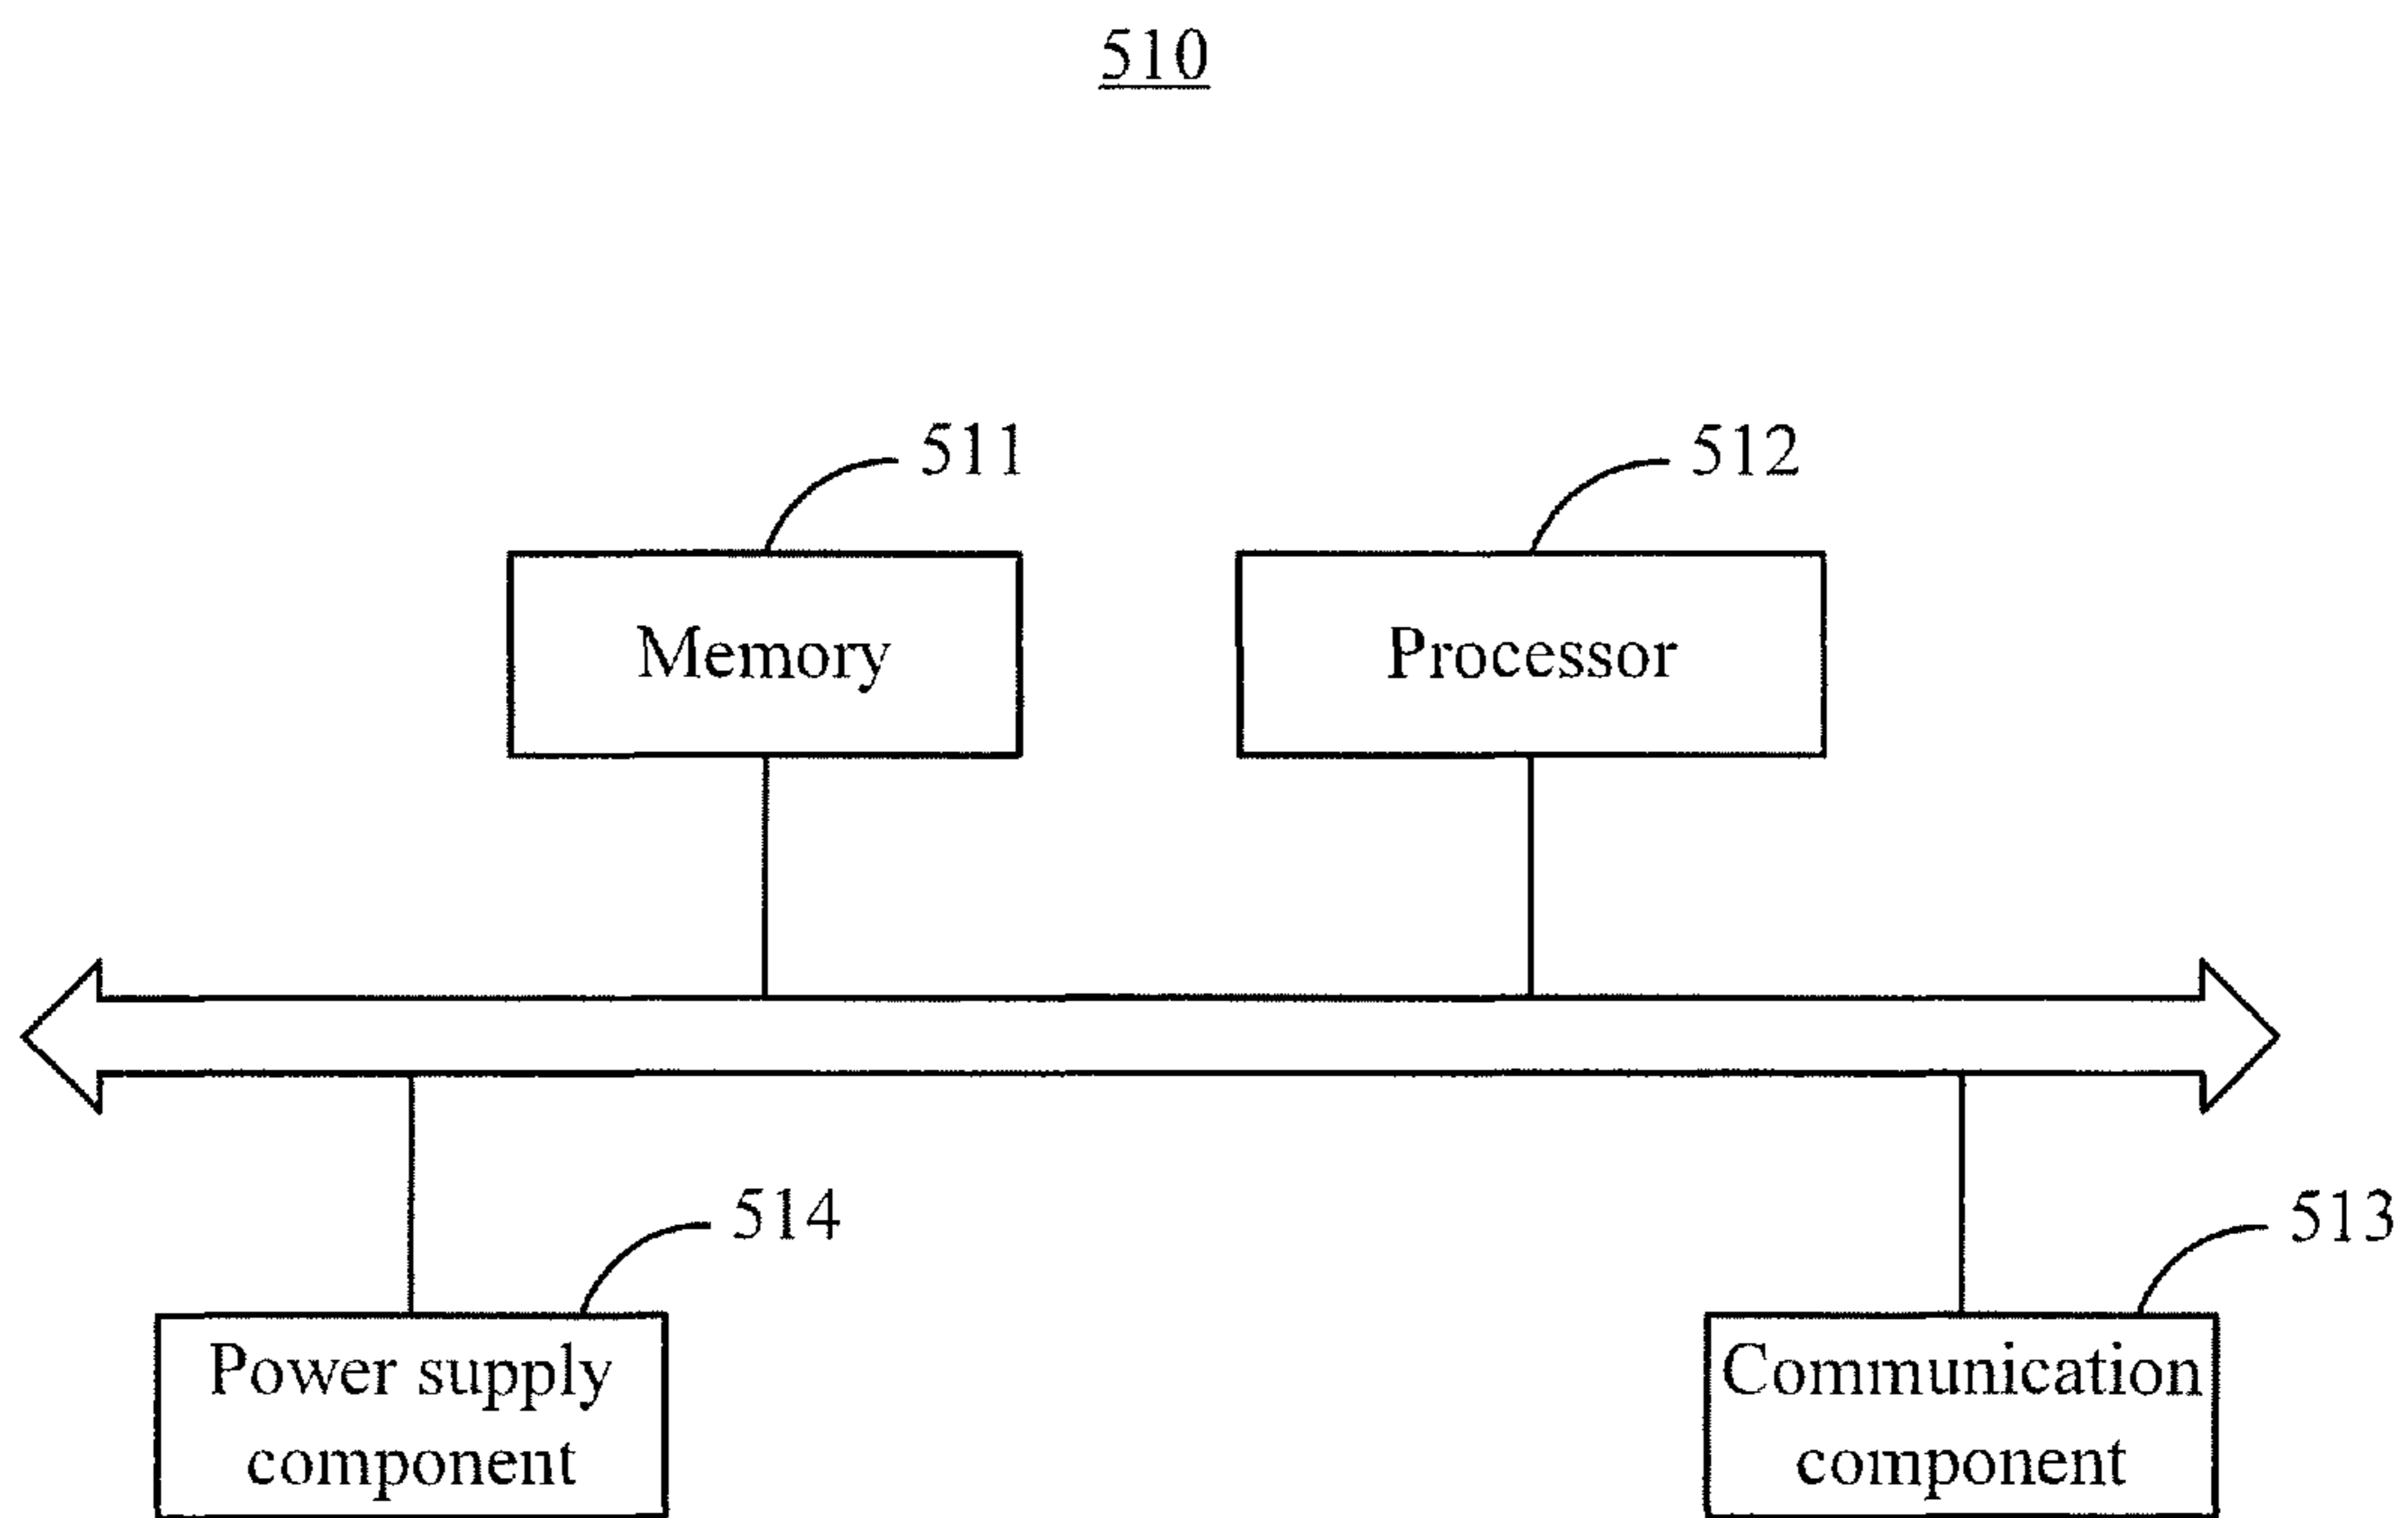 510
511
512
Memory
Processor
514
513
Power supply
component
Communication
component